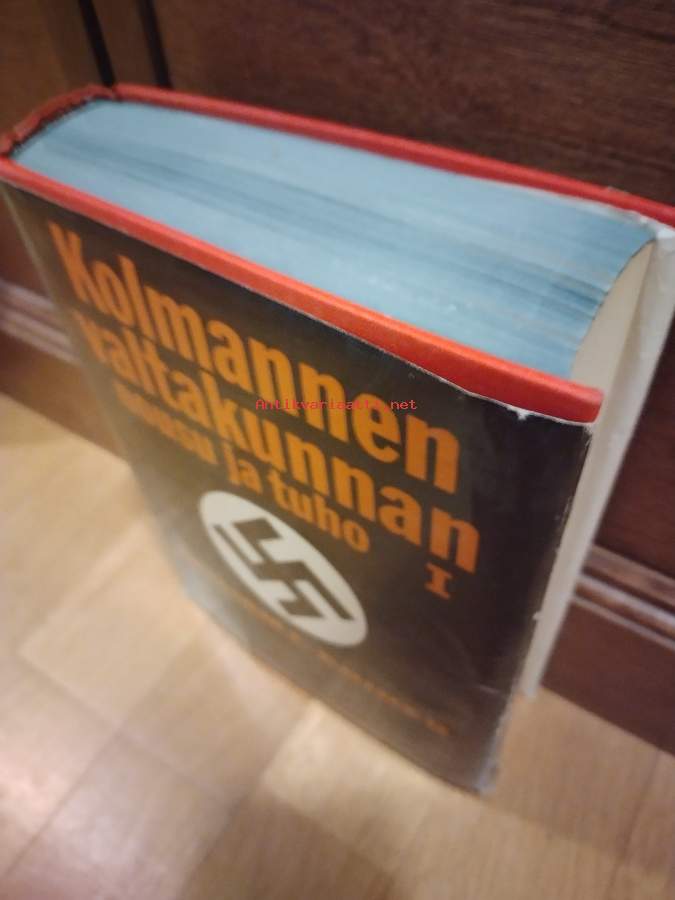 Kolmannen
valtakunnan
nousu ja tuho
I
Antikvariaatti.net